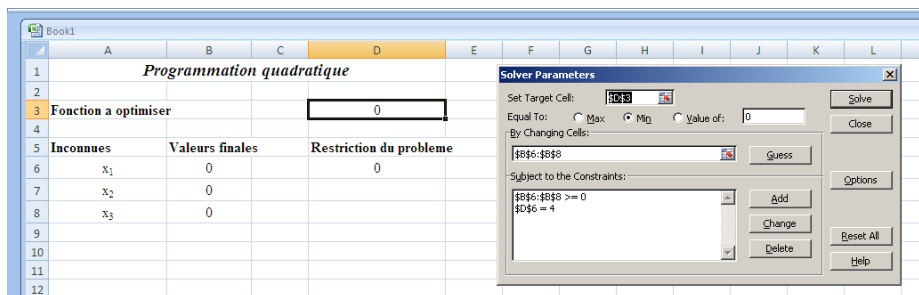 Book1
A B C D E F G H I J K L
1 Programmation quadratique
2
3 Fonction a optimiser 0
4
5 Inconnues Valeurs finales Restriction du probleme
6 x1 0 0
7 x2 0
8 x3 0
9
10
11
12
Solver Parameters
Set Target Cell: $D$3 Solve
Equal To: Max Min Value of: 0 Close
By Changing Cells:
$B$6:$B$8 Guess
Subject to the Constraints: Options
$B$6:$B$8 >= 0 Add
$D$6 = 4
Change
Delete Reset All
Help